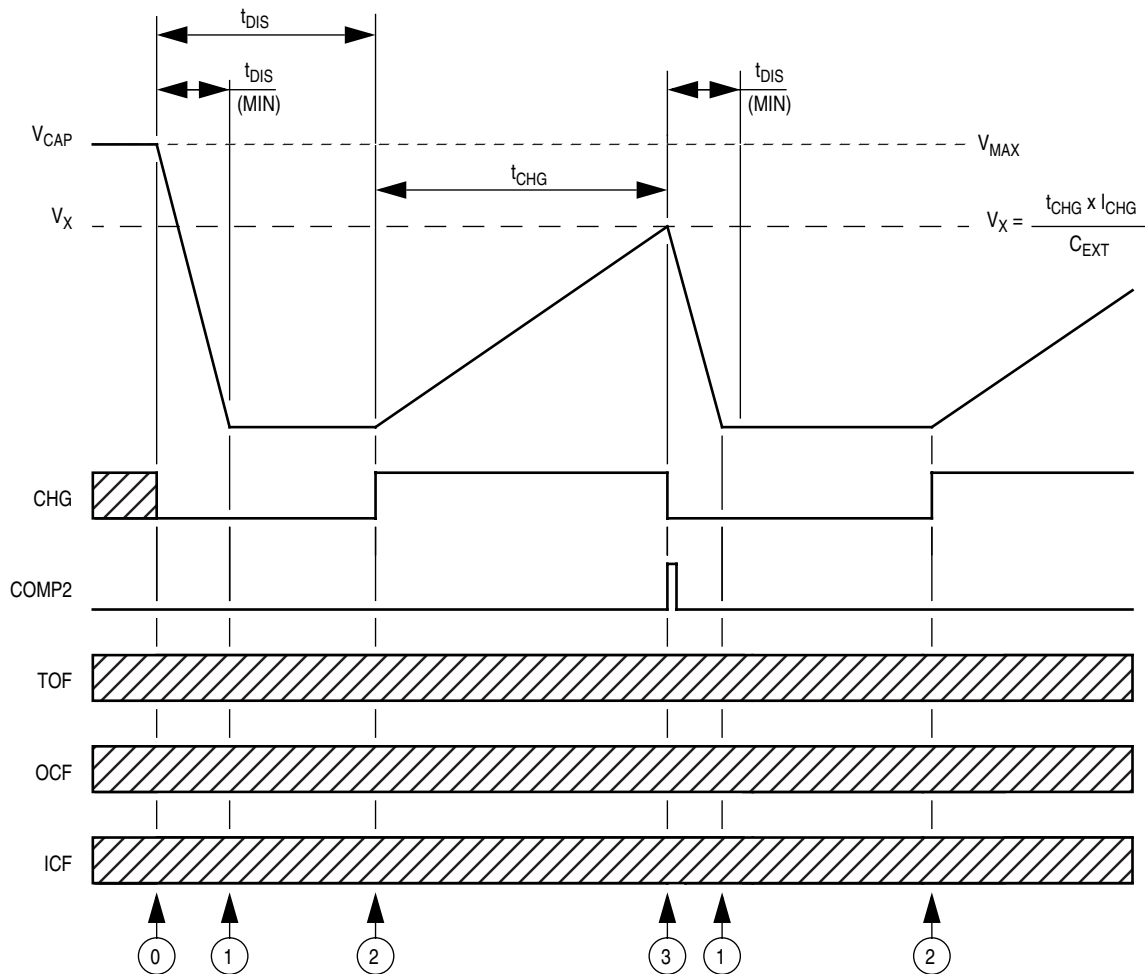 tDIS
tDIS
(MIN)
tDIS
(MIN)
VCAP
VMAX
tCHG
VX
VX = tCHG x ICHG
CEXT
CHG
COMP2
TOF
OCF
ICF
0 1 2 3 1 2